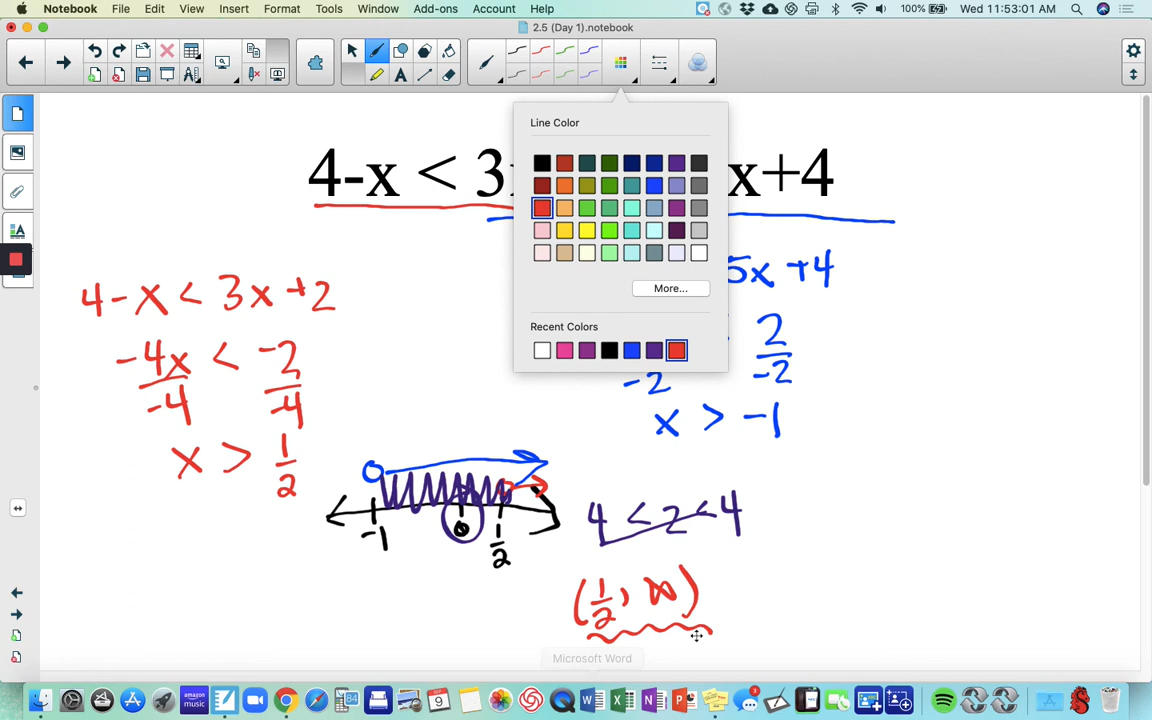 Notebook File Edit View Insert Format Tools Window Add-ons Account Help 100% Wed 11:53:01 AM
2.5 (Day 1).notebook
Line Color
4-x < 3x+4
4-x < 3x+2
5x +4
-4x < -2
-4 -4
2
-2 -2
x > 1/2
x > -1
More...
Recent Colors
-1 0 1/2
4 < 2 < 4
(1/2, ∞)
Microsoft Word